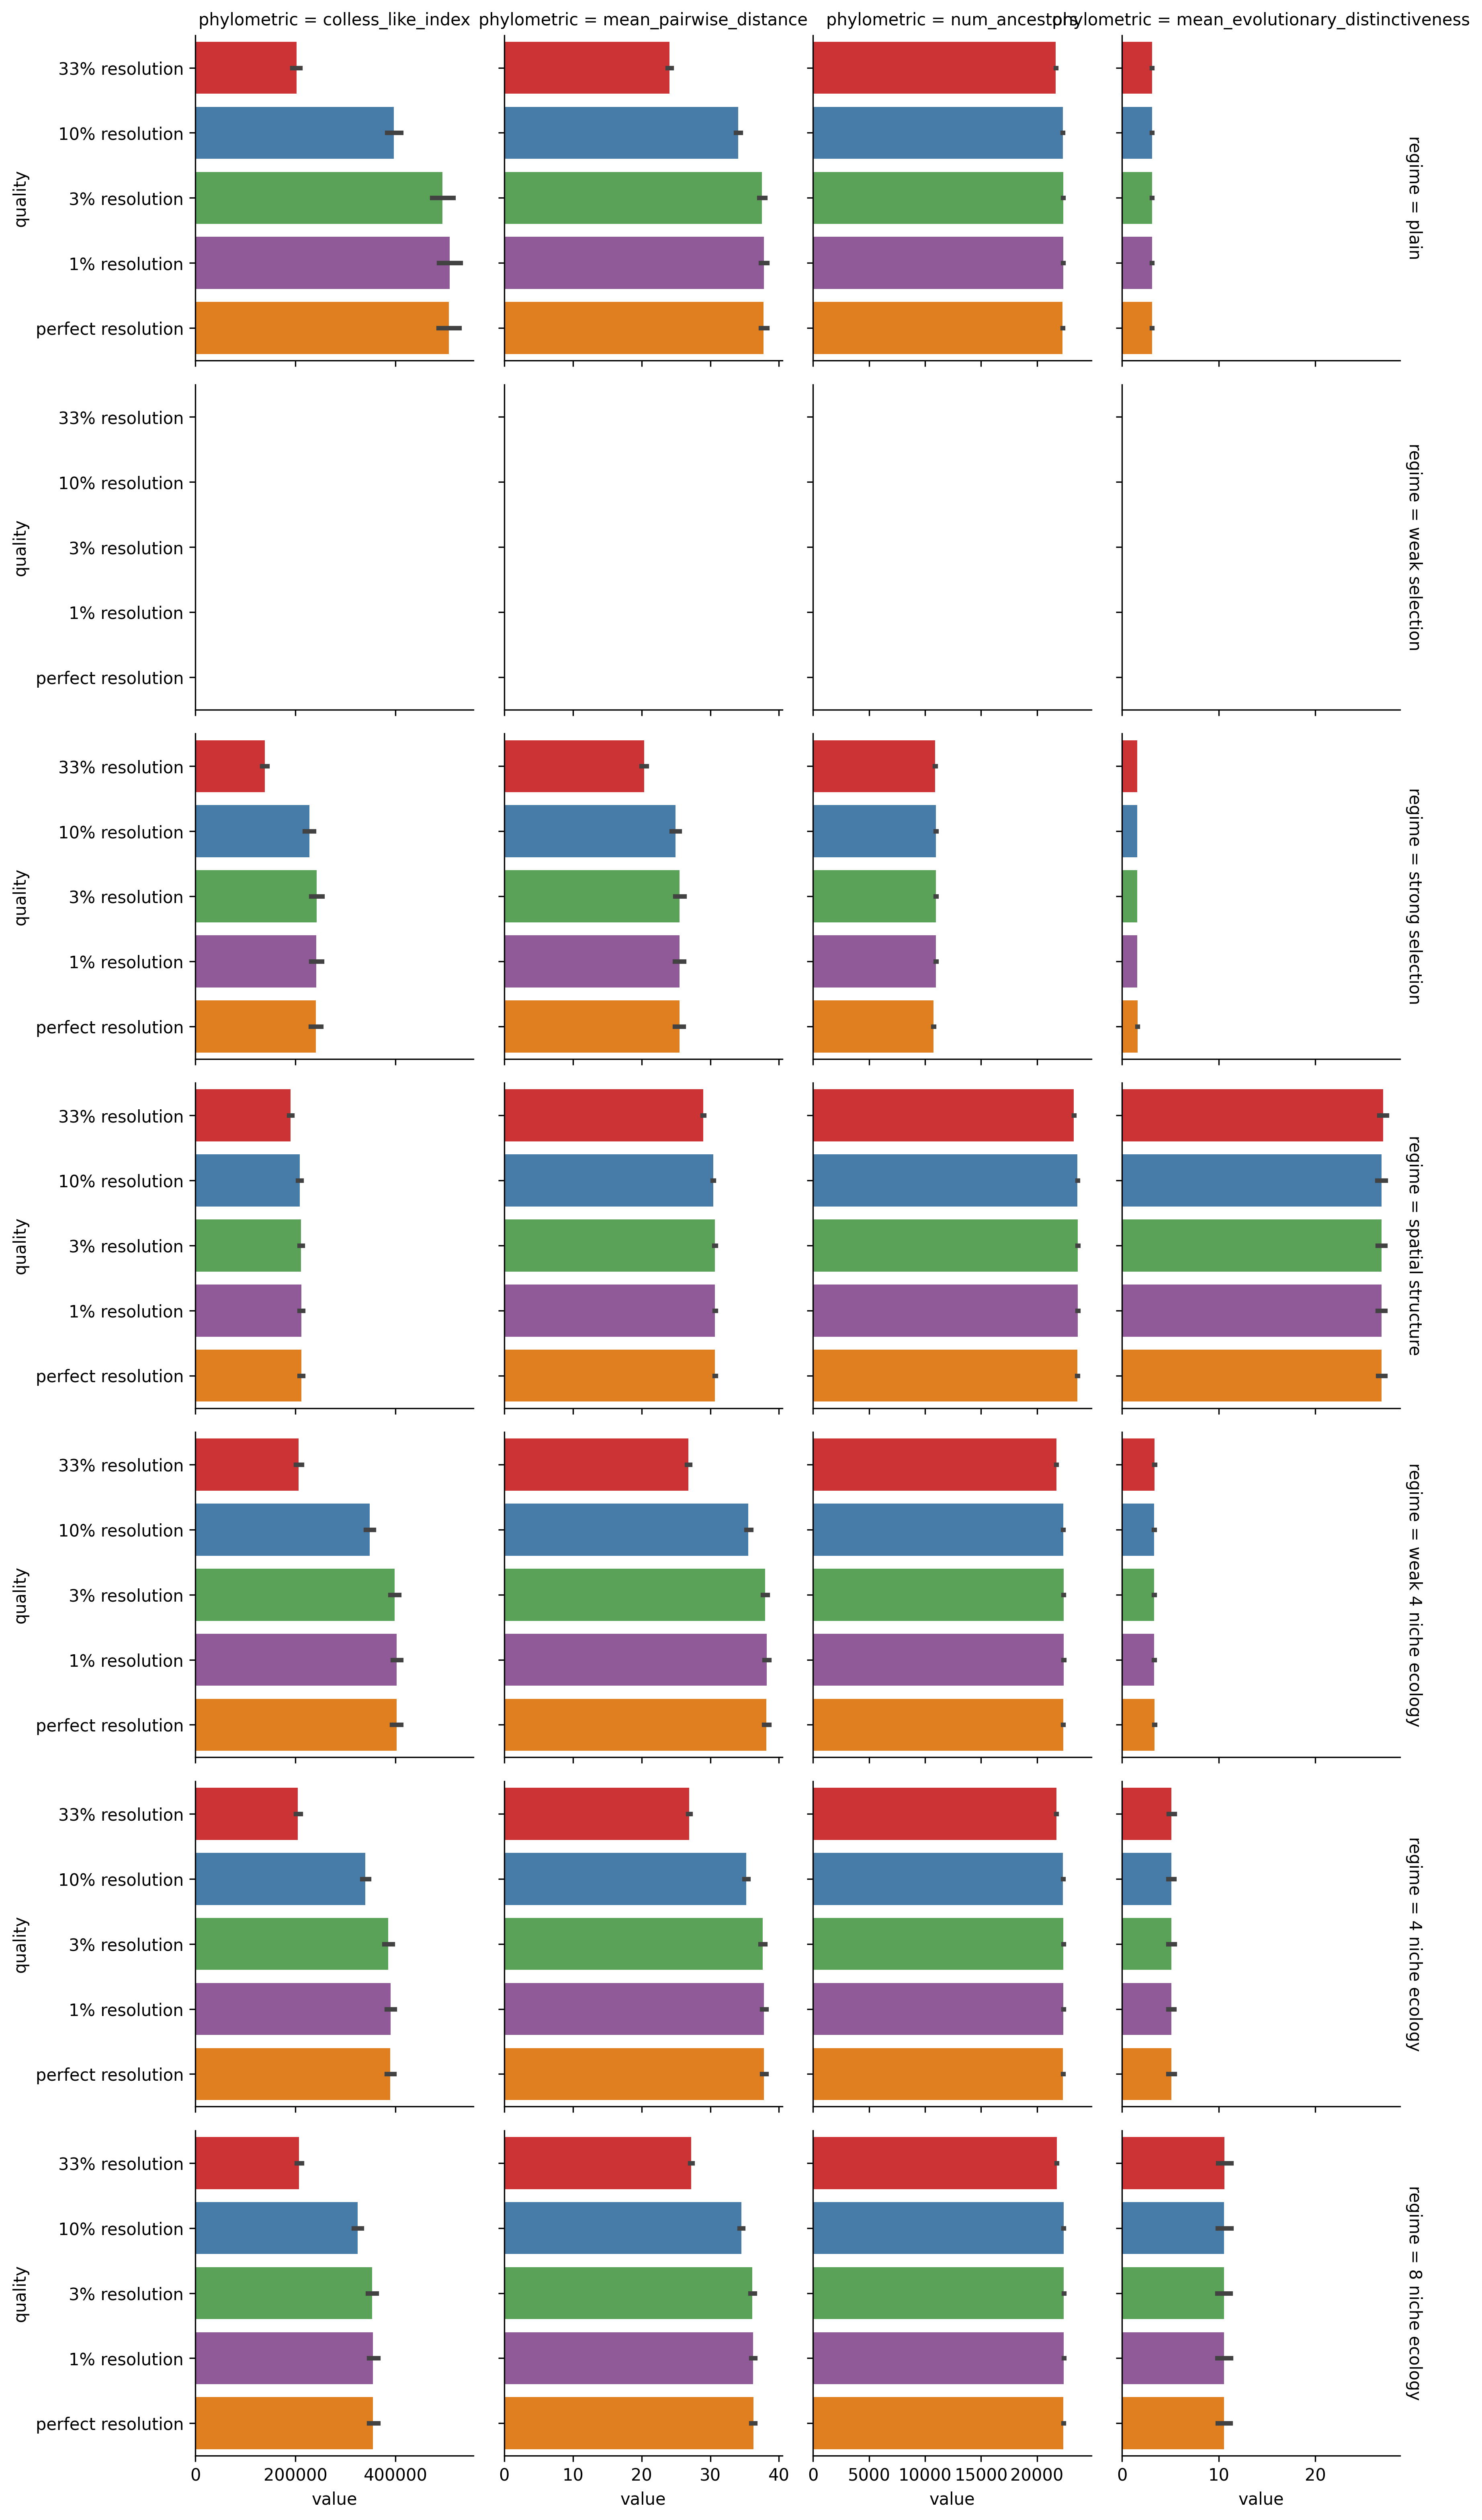 phylometric = colless_like_index
phylometric = mean_pairwise_distance
phylometric = num_ancestors
phylometric = mean_evolutionary_distinctiveness
33% resolution
10% resolution
3% resolution
1% resolution
perfect resolution
quality
regime = plain
33% resolution
10% resolution
3% resolution
1% resolution
perfect resolution
quality
regime = weak selection
33% resolution
10% resolution
3% resolution
1% resolution
perfect resolution
quality
regime = strong selection
33% resolution
10% resolution
3% resolution
1% resolution
perfect resolution
quality
regime = spatial structure
33% resolution
10% resolution
3% resolution
1% resolution
perfect resolution
quality
regime = weak 4 niche ecology
33% resolution
10% resolution
3% resolution
1% resolution
perfect resolution
quality
regime = 4 niche ecology
33% resolution
10% resolution
3% resolution
1% resolution
perfect resolution
quality
regime = 8 niche ecology
0 200000 400000
0 10 20 30 40
0 5000 10000 15000 20000
0 10 20
value
value
value
value